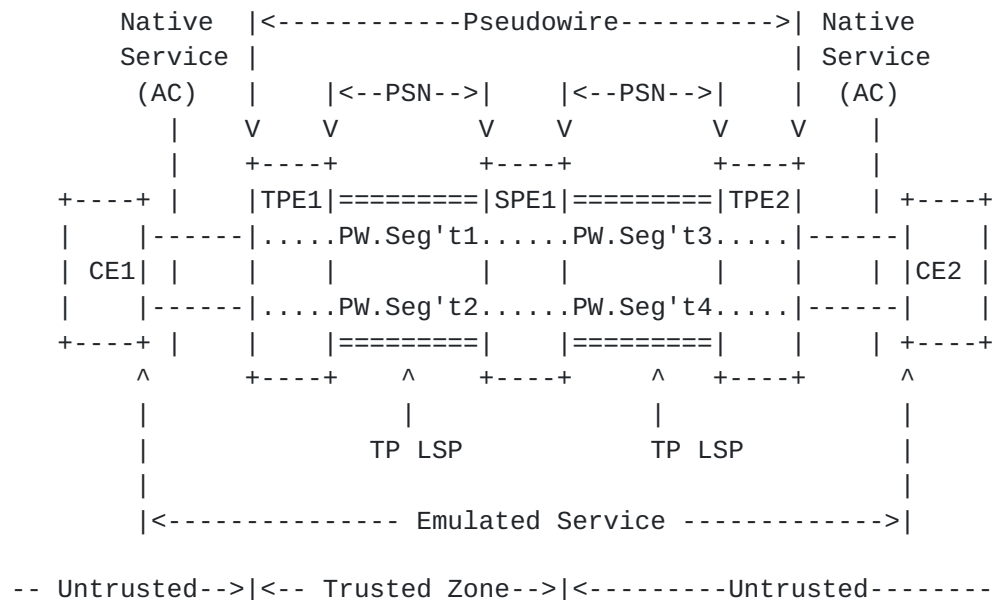 Native |<------------Pseudowire---------->| Native
Service | | Service
(AC) | |<--PSN-->| |<--PSN-->| | (AC)
| V V V V V V |
| +----+ +----+ +----+ |
+----+ | |TPE1|=========|SPE1|=========|TPE2| | +----+
| |------|.....PW.Seg't1......PW.Seg't3.....|------| |
| CE1| | | | | | | | | |CE2 |
| |------|.....PW.Seg't2......PW.Seg't4.....|------| |
+----+ | | |=========| |=========| | | +----+
^ +----+ ^ +----+ ^ +----+ ^
| | | |
| TP LSP TP LSP |
| |
|<--------------- Emulated Service ------------->|
-- Untrusted-->|<-- Trusted Zone-->|<---------Untrusted--------